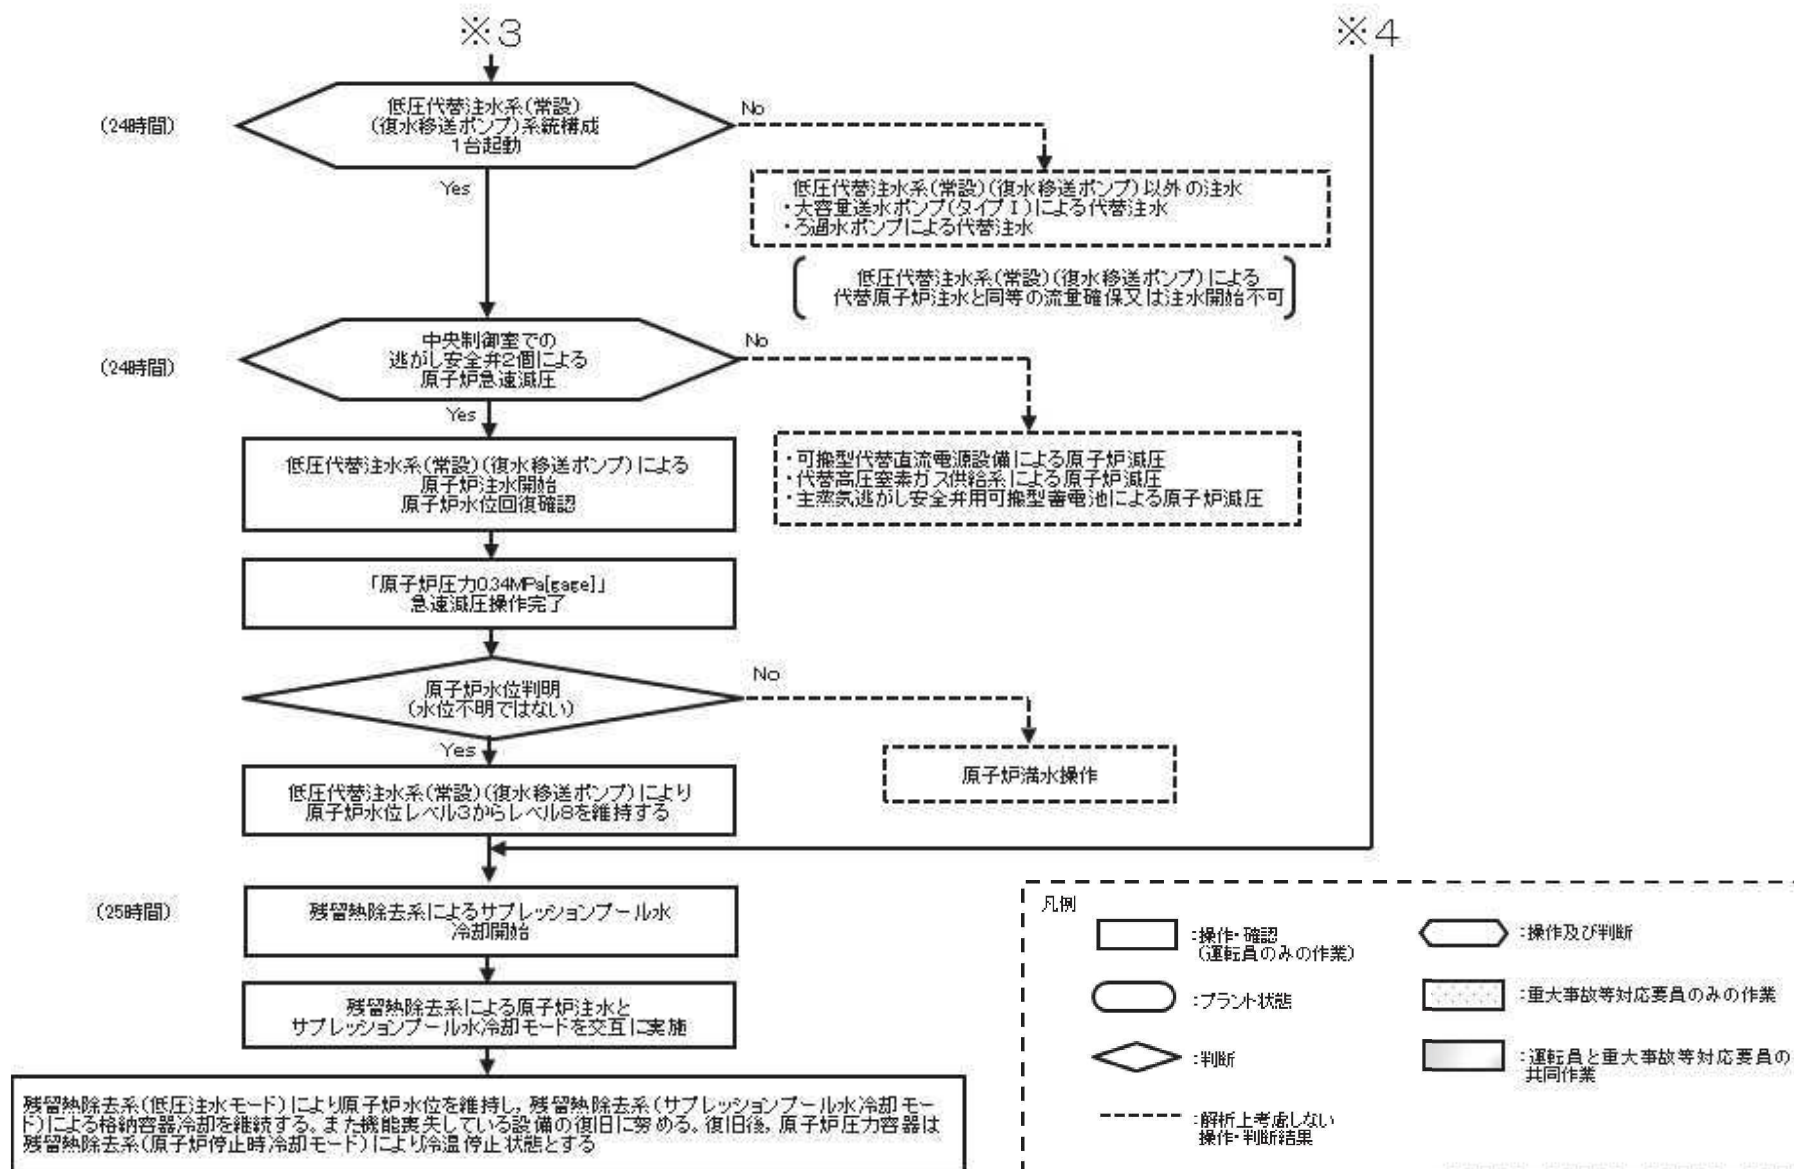 ※3
※4
(24時間)
低圧代替注水系(常設)
(復水移送ポンプ)系統構成
1台起動
No
Yes
低圧代替注水系(常設)(復水移送ポンプ)以外の注水
・大容量送水ポンプ(タイプⅠ)による代替注水
・ろ過水ポンプによる代替注水
低圧代替注水系(常設)(復水移送ポンプ)による
代替原子炉注水と同等の流量確保又は注水開始不可
(24時間)
中央制御室での
逃がし安全弁2個による
原子炉急速減圧
No
Yes
・可搬型代替直流電源設備による原子炉減圧
・代替高圧窒素ガス供給系による原子炉減圧
・主蒸気逃がし安全弁用可搬型蓄電池による原子炉減圧
低圧代替注水系(常設)(復水移送ポンプ)による
原子炉注水開始
原子炉水位回復確認
「原子炉圧力0.34MPa[gage]」
急速減圧操作完了
原子炉水位判明
(水位不明ではない)
No
Yes
原子炉満水操作
低圧代替注水系(常設)(復水移送ポンプ)により
原子炉水位レベル3からレベル8を維持する
(25時間)
残留熱除去系によるサプレッションプール水
冷却開始
残留熱除去系による原子炉注水と
サプレッションプール水冷却モードを交互に実施
残留熱除去系(低圧注水モード)により原子炉水位を維持し,残留熱除去系(サプレッションプール水冷却モー
ド)による格納容器冷却を継続する。また機能喪失している設備の復旧に努める。復旧後,原子炉圧力容器は
残留熱除去系(原子炉停止時冷却モード)により冷温停止状態とする
凡例
:操作・確認
(運転員のみの作業)
:操作及び判断
:プラント状態
:重大事故等対応要員のみの作業
:判断
:運転員と重大事故等対応要員の
共同作業
:解析上考慮しない
操作・判断結果